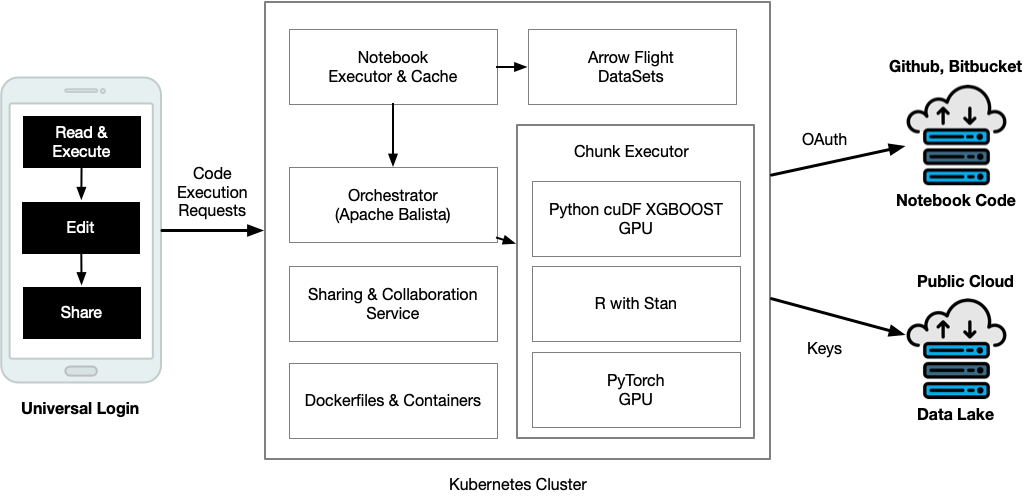 Read &
Execute
Edit
Share
Universal Login
Code
Execution
Requests
Notebook
Executor & Cache
Arrow Flight
DataSets
Orchestrator
(Apache Balista)
Sharing & Collaboration
Service
Dockerfiles & Containers
Chunk Executor
Python cuDF XGBOOST
GPU
R with Stan
PyTorch
GPU
Kubernetes Cluster
OAuth
Keys
Github, Bitbucket
Notebook Code
Public Cloud
Data Lake